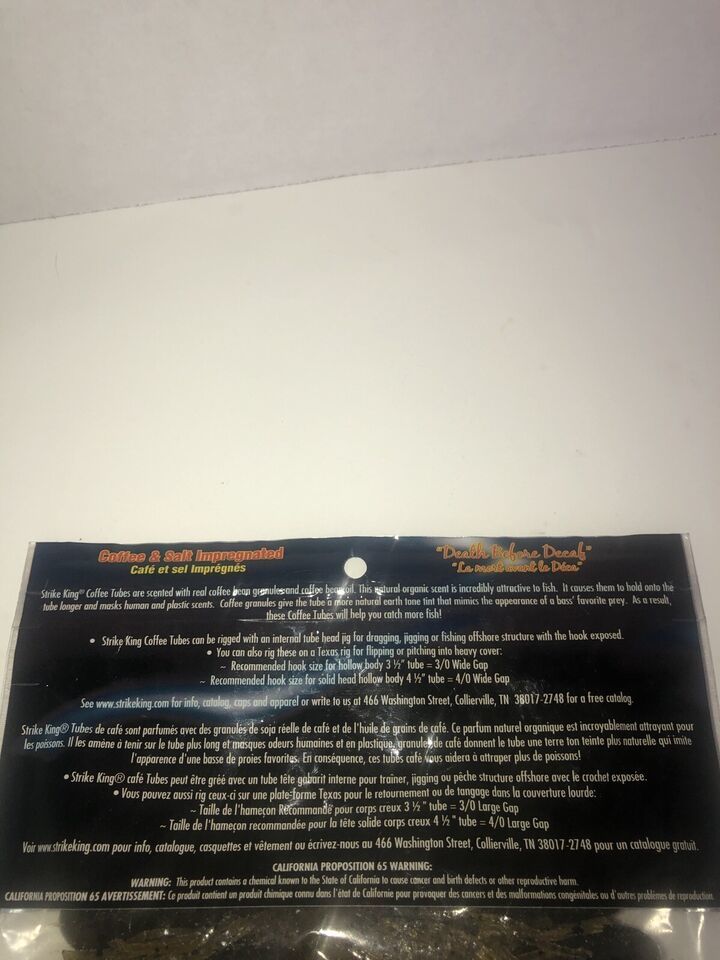 Coffee & Salt Impregnated
Café et sel Imprégnés
"Death Before Decaf"
"La mort avant le Déca"
Strike King® Coffee Tubes are scented with real coffee bean granules and coffee bean oil. This natural organic scent is incredibly attractive to fish. It causes them to hold onto the
tube longer and masks human and plastic scents. Coffee granules give the tube a more natural earth tone tint that mimics the appearance of a bass' favorite prey. As a result,
these Coffee Tubes will help you catch more fish!
• Strike King Coffee Tubes can be rigged with an internal tube head jig for dragging, jigging or fishing offshore structure with the hook exposed.
• You can also rig these on a Texas rig for flipping or pitching into heavy cover:
~ Recommended hook size for hollow body 3 ½" tube = 3/0 Wide Gap
~ Recommended hook size for solid head hollow body 4 ½" tube = 4/0 Wide Gap
See www.strikeking.com for info, catalog, caps and apparel or write to us at 466 Washington Street, Collierville, TN 38017-2748 for a free catalog.
Strike King® Tubes de café sont parfumés avec des granules de soja réelle de café et de l'huile de grains de café. Ce parfum naturel organique est incroyablement attrayant pour
les poissons. Il les amène à tenir sur le tube plus long et masques odeurs humaines et en plastique. granules de café donnent le tube une terre ton teinte plus naturelle qui imite
l'apparence d'une basse de proies favorites. En conséquence, ces tubes café vous aidera à attraper plus de poissons!
• Strike King® café Tubes peut être gréé avec un tube tête gabarit interne pour traîner, jigging ou pêche structure offshore avec le crochet exposée.
• Vous pouvez aussi rig ceux-ci sur une plate-forme Texas pour le retournement ou de tangage dans la couverture lourde:
~ Taille de l'hameçon Recommandé pour corps creux 3 ½" tube = 3/0 Large Gap
~ Taille de l'hameçon recommandée pour la tête solide corps creux 4 ½" tube = 4/0 Large Gap
Voir www.strikeking.com pour info, catalogue, casquettes et vêtement ou écrivez-nous au 466 Washington Street, Collierville, TN 38017-2748 pour un catalogue gratuit.
CALIFORNIA PROPOSITION 65 WARNING:
WARNING: This product contains a chemical known to the State of California to cause cancer and birth defects or other reproductive harm.
CALIFORNIA PROPOSITION 65 AVERTISSEMENT: Ce produit contient un produit chimique connu dans l'état de Californie pour provoquer des cancers et des malformations congénitales ou d'autres problèmes de reproduction.